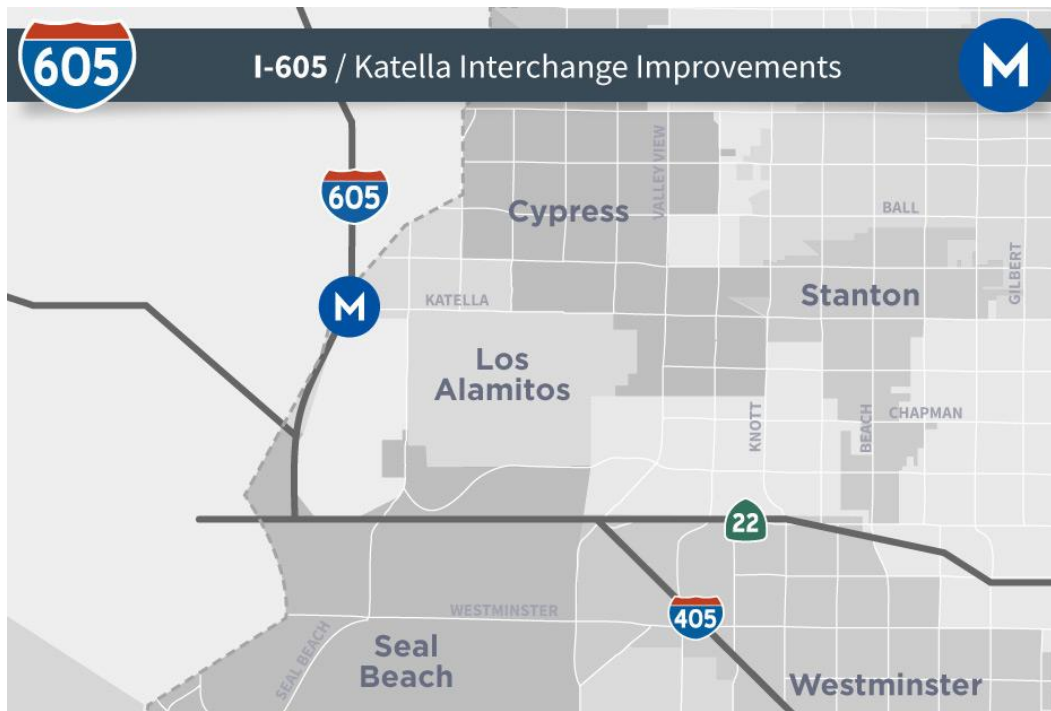 605
I-605 / Katella Interchange Improvements
M
605
VALLEY VIEW
Cypress
BALL
GILBERT
M
KATELLA
Stanton
Los
Alamitos
KNOTT
BEACH
CHAPMAN
22
WESTMINSTER
405
SEAL BEACH
Seal
Beach
Westminster